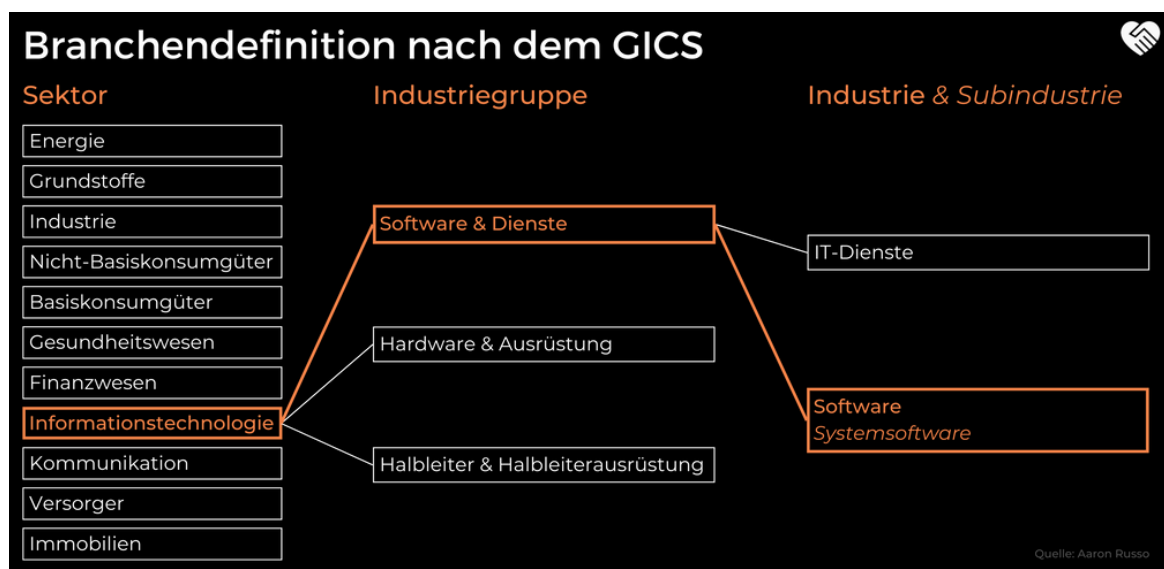 Branchendefinition nach dem GICS
Sektor
Industriegruppe
Industrie & Subindustrie
Energie
Grundstoffe
Industrie
Nicht-Basiskonsumgüter
Basiskonsumgüter
Gesundheitswesen
Finanzwesen
Informationstechnologie
Kommunikation
Versorger
Immobilien
Software & Dienste
Hardware & Ausrüstung
Halbleiter & Halbleiterausrüstung
IT-Dienste
Software
Systemsoftware
Quelle: Aaron Russo